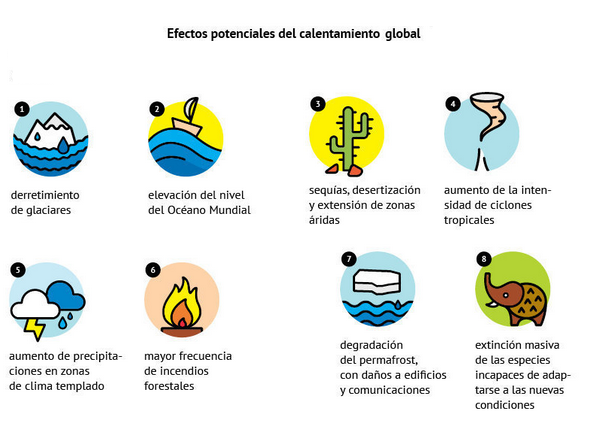 Efectos potenciales del calentamiento global
1
derretimiento
de glaciares
2
elevación del nivel
del Océano Mundial
3
sequías, desertización
y extensión de zonas
áridas
4
aumento de la inten-
sidad de ciclones
tropicales
5
aumento de precipita-
ciones en zonas
de clima templado
6
mayor frecuencia
de incendios
forestales
7
degradación
del permafrost,
con daños a edificios
y comunicaciones
8
extinción masiva
de las especies
incapaces de adap-
tarse a las nuevas
condiciones